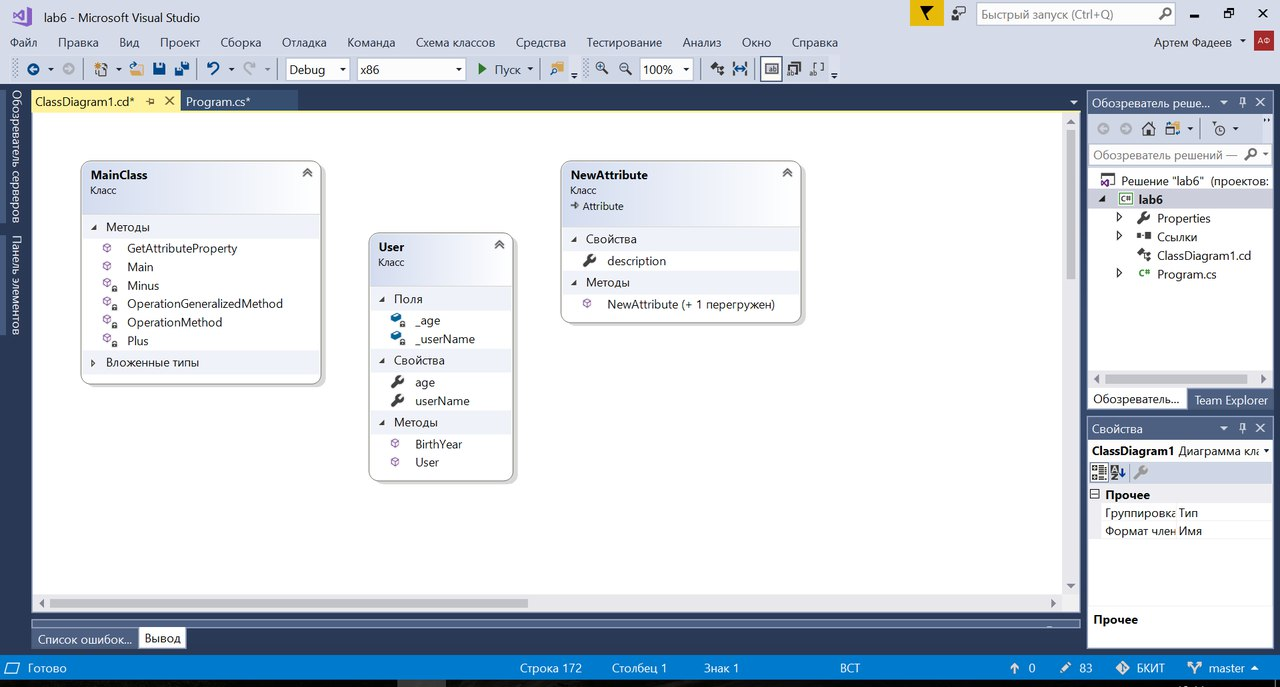 lab6 - Microsoft Visual Studio
Быстрый запуск (Ctrl+Q)
Файл Правка Вид Проект Сборка Отладка Команда Схема классов Средства Тестирование Анализ Окно Справка
Артем Фадеев АФ
Debug x86 Пуск 100%
Обозреватель серверов
Панель элементов
ClassDiagram1.cd* Program.cs*
MainClass
Класс
Методы
GetAttributeProperty
Main
Minus
OperationGeneralizedMethod
OperationMethod
Plus
Вложенные типы
User
Класс
Поля
_age
_userName
Свойства
age
userName
Методы
BirthYear
User
NewAttribute
Класс
Attribute
Свойства
description
Методы
NewAttribute (+ 1 перегружен)
Обозреватель реше...
Обозреватель решений —
Решение "lab6" (проектов:
C# lab6
Properties
Ссылки
ClassDiagram1.cd
C# Program.cs
Обозреватель... Team Explorer
Свойства
ClassDiagram1 Диаграмма кла
Прочее
Группировка Тип
Формат член Имя
Прочее
Список ошибок... Вывод
Готово Строка 172 Столбец 1 Знак 1 ВСТ 0 83 БКИТ master